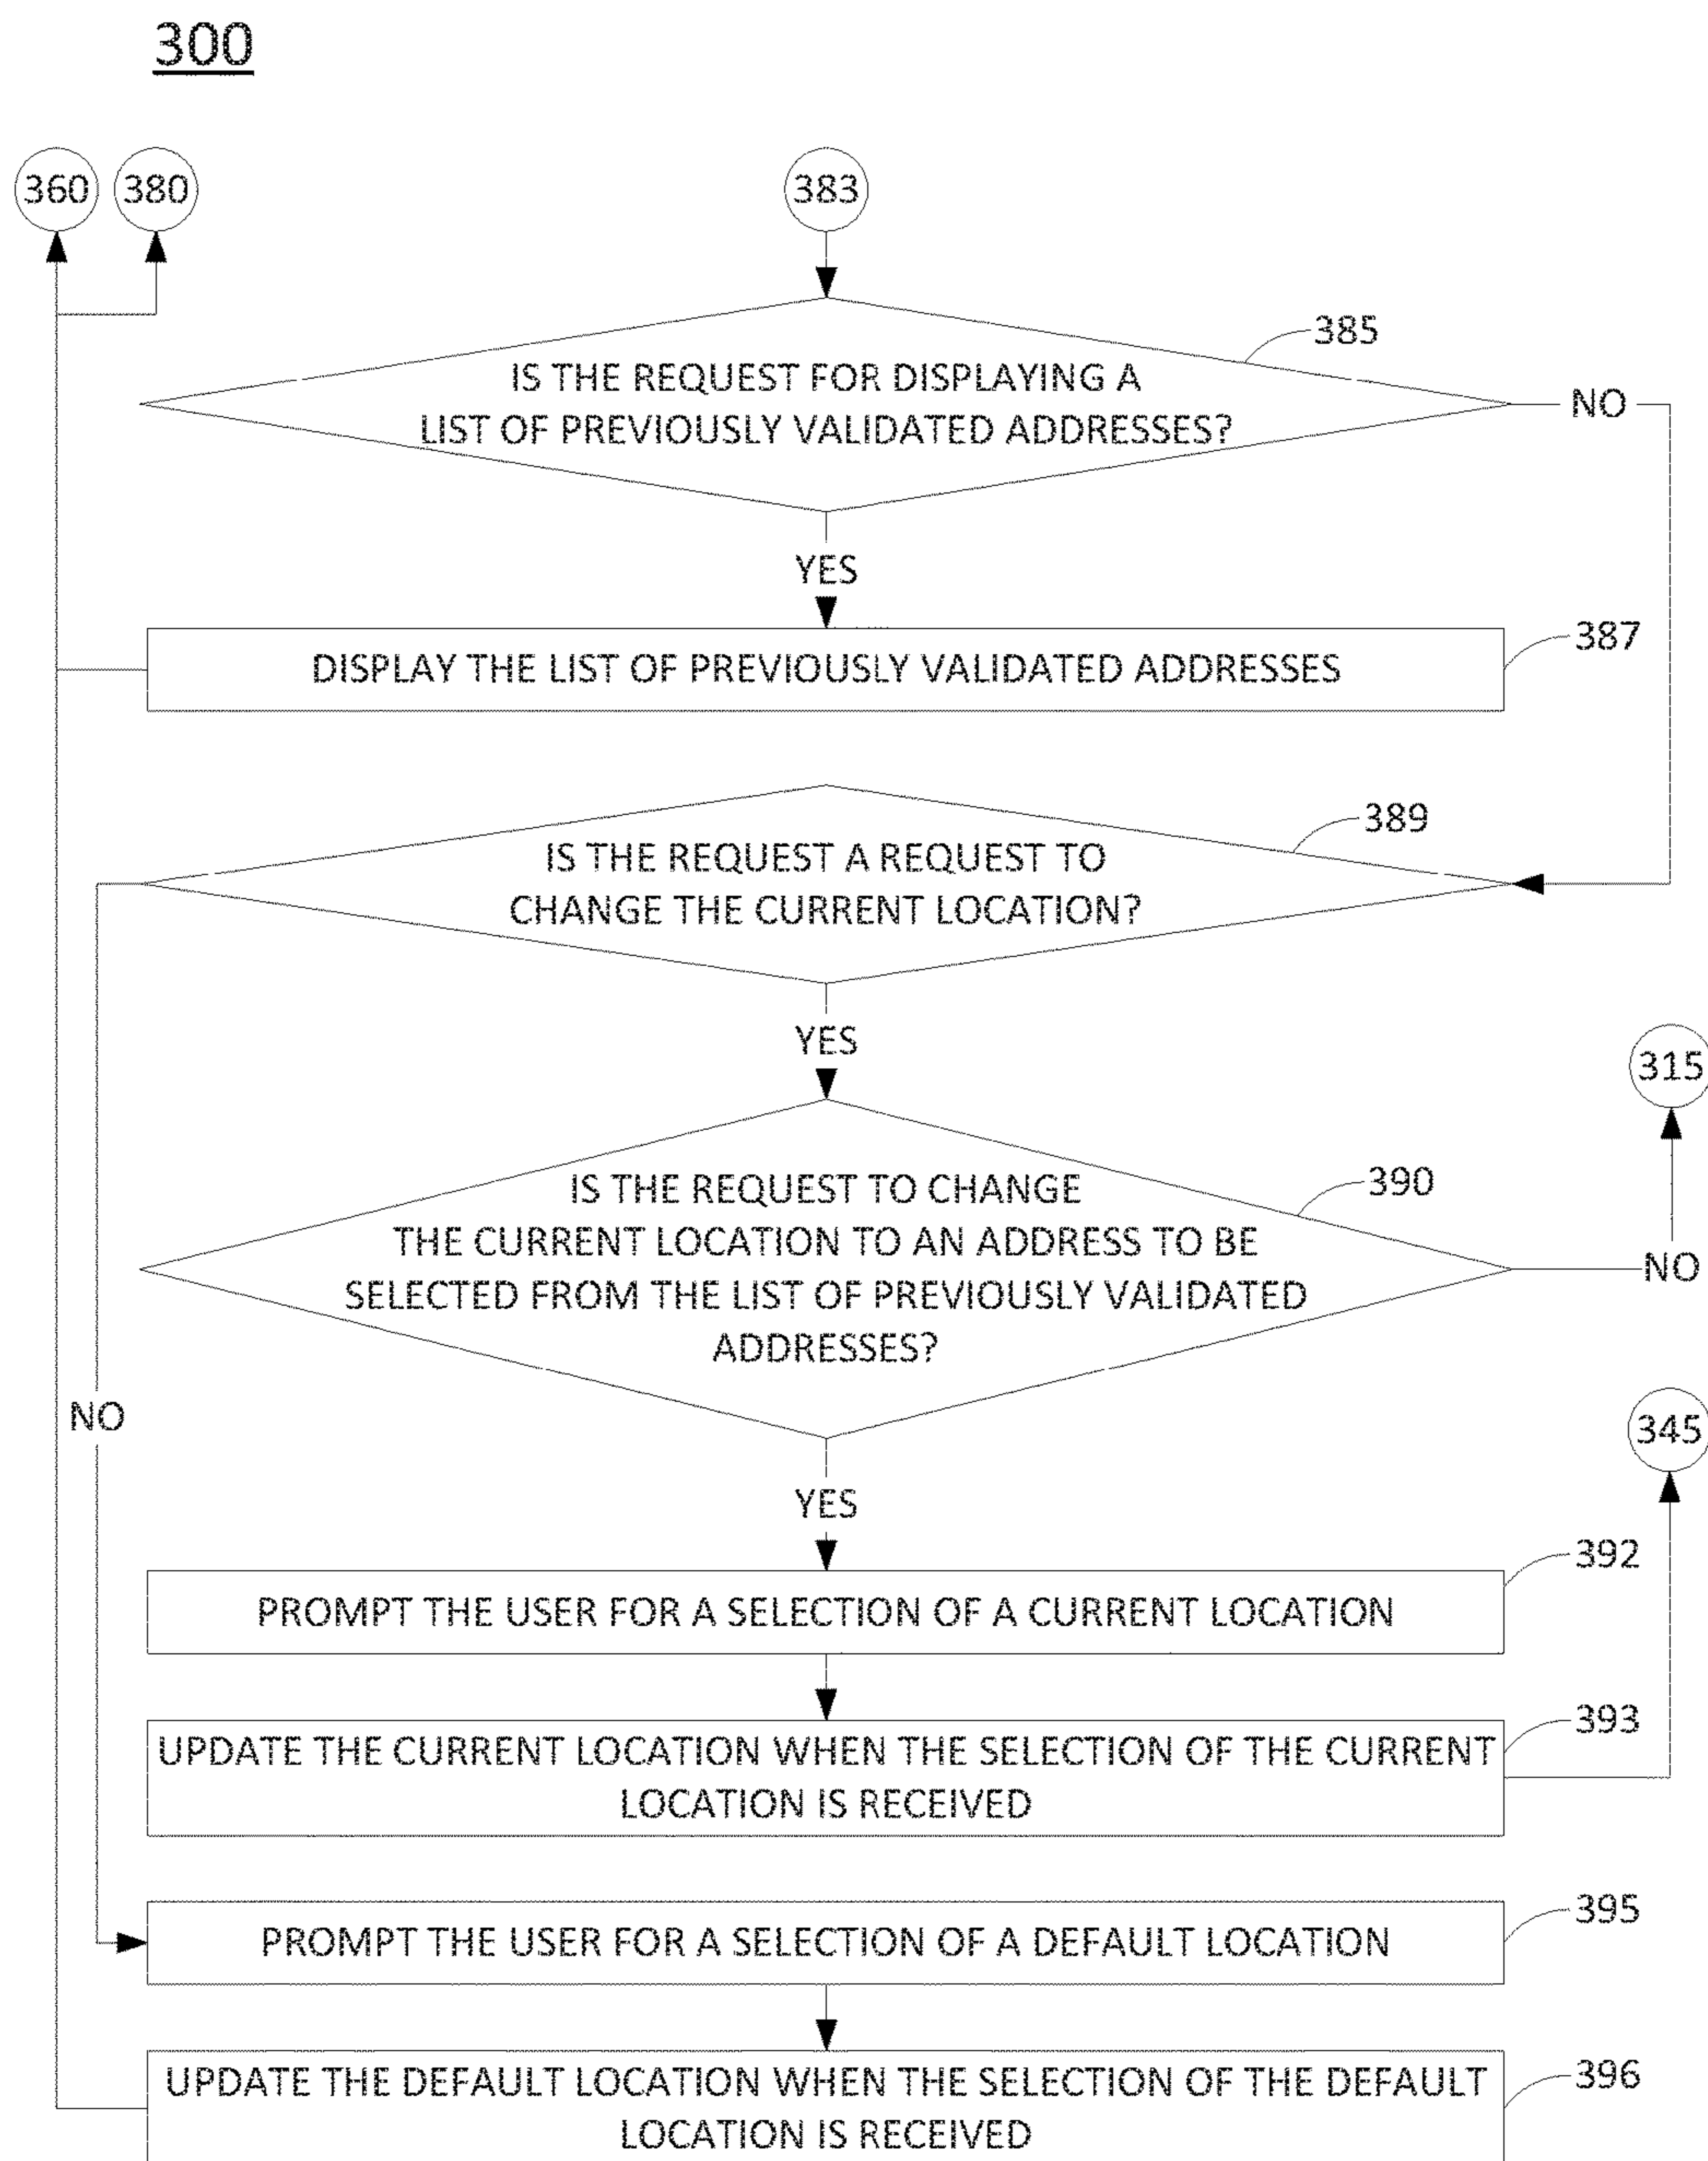 300
360
380
383
385
IS THE REQUEST FOR DISPLAYING A
LIST OF PREVIOUSLY VALIDATED ADDRESSES?
NO
YES
387
DISPLAY THE LIST OF PREVIOUSLY VALIDATED ADDRESSES
389
IS THE REQUEST A REQUEST TO
CHANGE THE CURRENT LOCATION?
YES
315
390
IS THE REQUEST TO CHANGE
THE CURRENT LOCATION TO AN ADDRESS TO BE
SELECTED FROM THE LIST OF PREVIOUSLY VALIDATED
ADDRESSES?
NO
NO
345
YES
392
PROMPT THE USER FOR A SELECTION OF A CURRENT LOCATION
393
UPDATE THE CURRENT LOCATION WHEN THE SELECTION OF THE CURRENT
LOCATION IS RECEIVED
395
PROMPT THE USER FOR A SELECTION OF A DEFAULT LOCATION
396
UPDATE THE DEFAULT LOCATION WHEN THE SELECTION OF THE DEFAULT
LOCATION IS RECEIVED